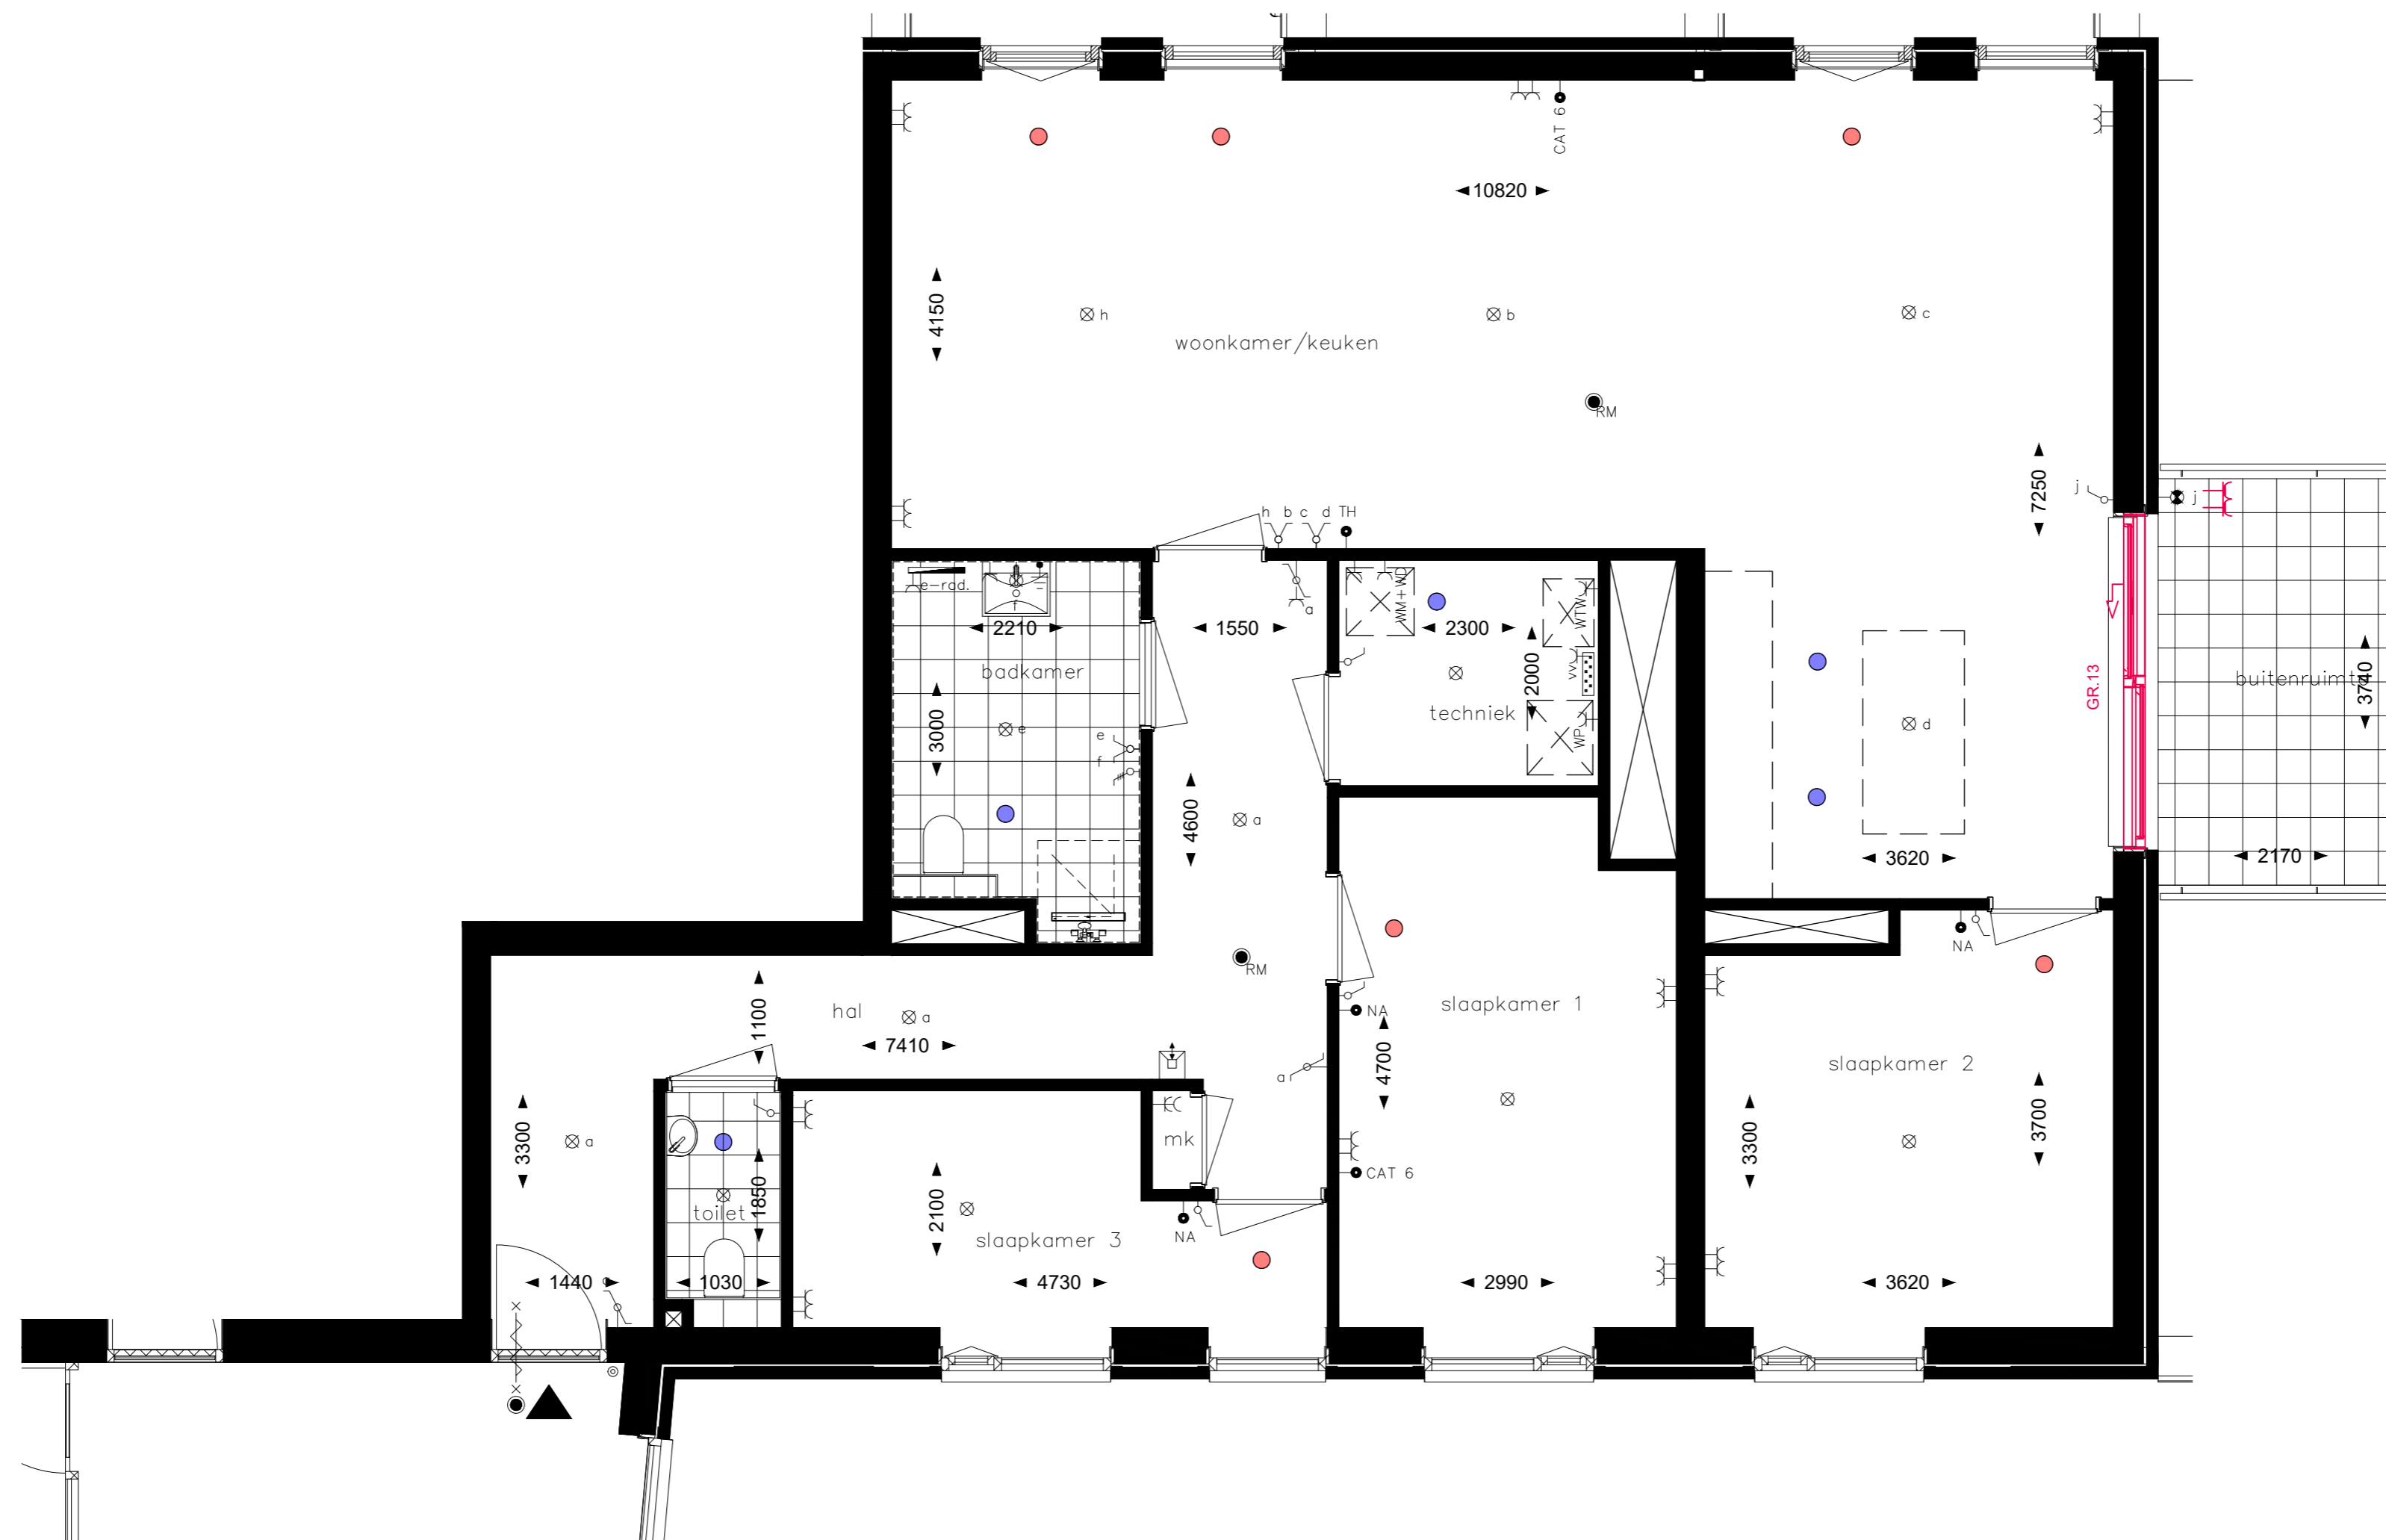 CAT 6
10820
4150
h
b
c
woonkamer/keuken
RM
7250
j
j
h b c d TH
e-rad.
f
a
WM+WD
WTW
2210
1550
2300
2000
VV
badkamer
techniek
WP
GR.13
buitenruimte
3740
3000
e
e
f
d
4600
a
3620
2170
NA
RM
slaapkamer 1
NA
hal
a
1100
7410
4700
a
slaapkamer 2
3300
a
mk
3300
3700
CAT 6
toilet
1850
2100
slaapkamer 3
NA
1440
a
1030
4730
2990
3620